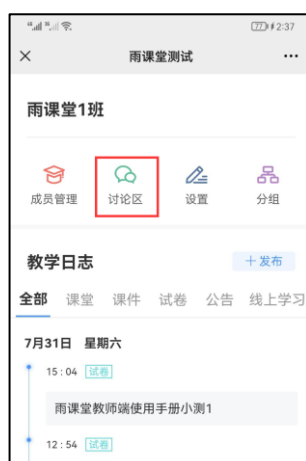 77 2:37
× 雨课堂测试 ...
雨课堂1班
成员管理 讨论区 设置 分组
教学日志 +发布
全部 课堂 课件 试卷 公告 线上学习
7月31日 星期六
15:04 试卷
雨课堂教师端使用手册小测1
12:54 试卷